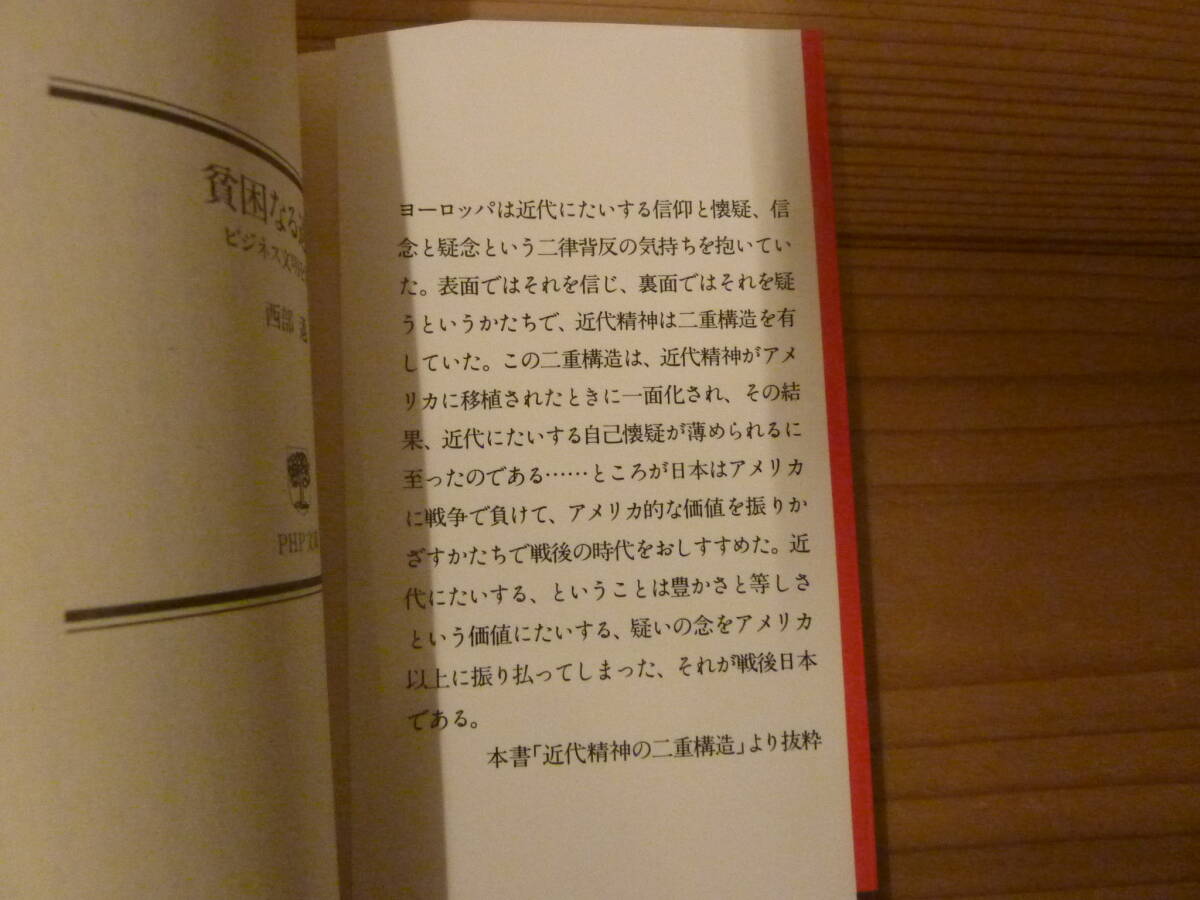 貧困なる
ビジネス文明
西部 邁
PHP文
ヨーロッパは近代にたいする信仰と懐疑、信
念と疑念という二律背反の気持ちを抱いてい
た。表面ではそれを信じ、裏面ではそれを疑
うというかたちで、近代精神は二重構造を有
していた。この二重構造は、近代精神がアメ
リカに移植されたときに一面化され、その結
果、近代にたいする自己懐疑が薄められるに
至ったのである……ところが日本はアメリカ
に戦争で負けて、アメリカ的な価値を振りか
ざすかたちで戦後の時代をおしすすめた。近
代にたいする、ということは豊かさと等しさ
という価値にたいする、疑いの念をアメリカ
以上に振り払ってしまった、それが戦後日本
である。
本書「近代精神の二重構造」より抜粋